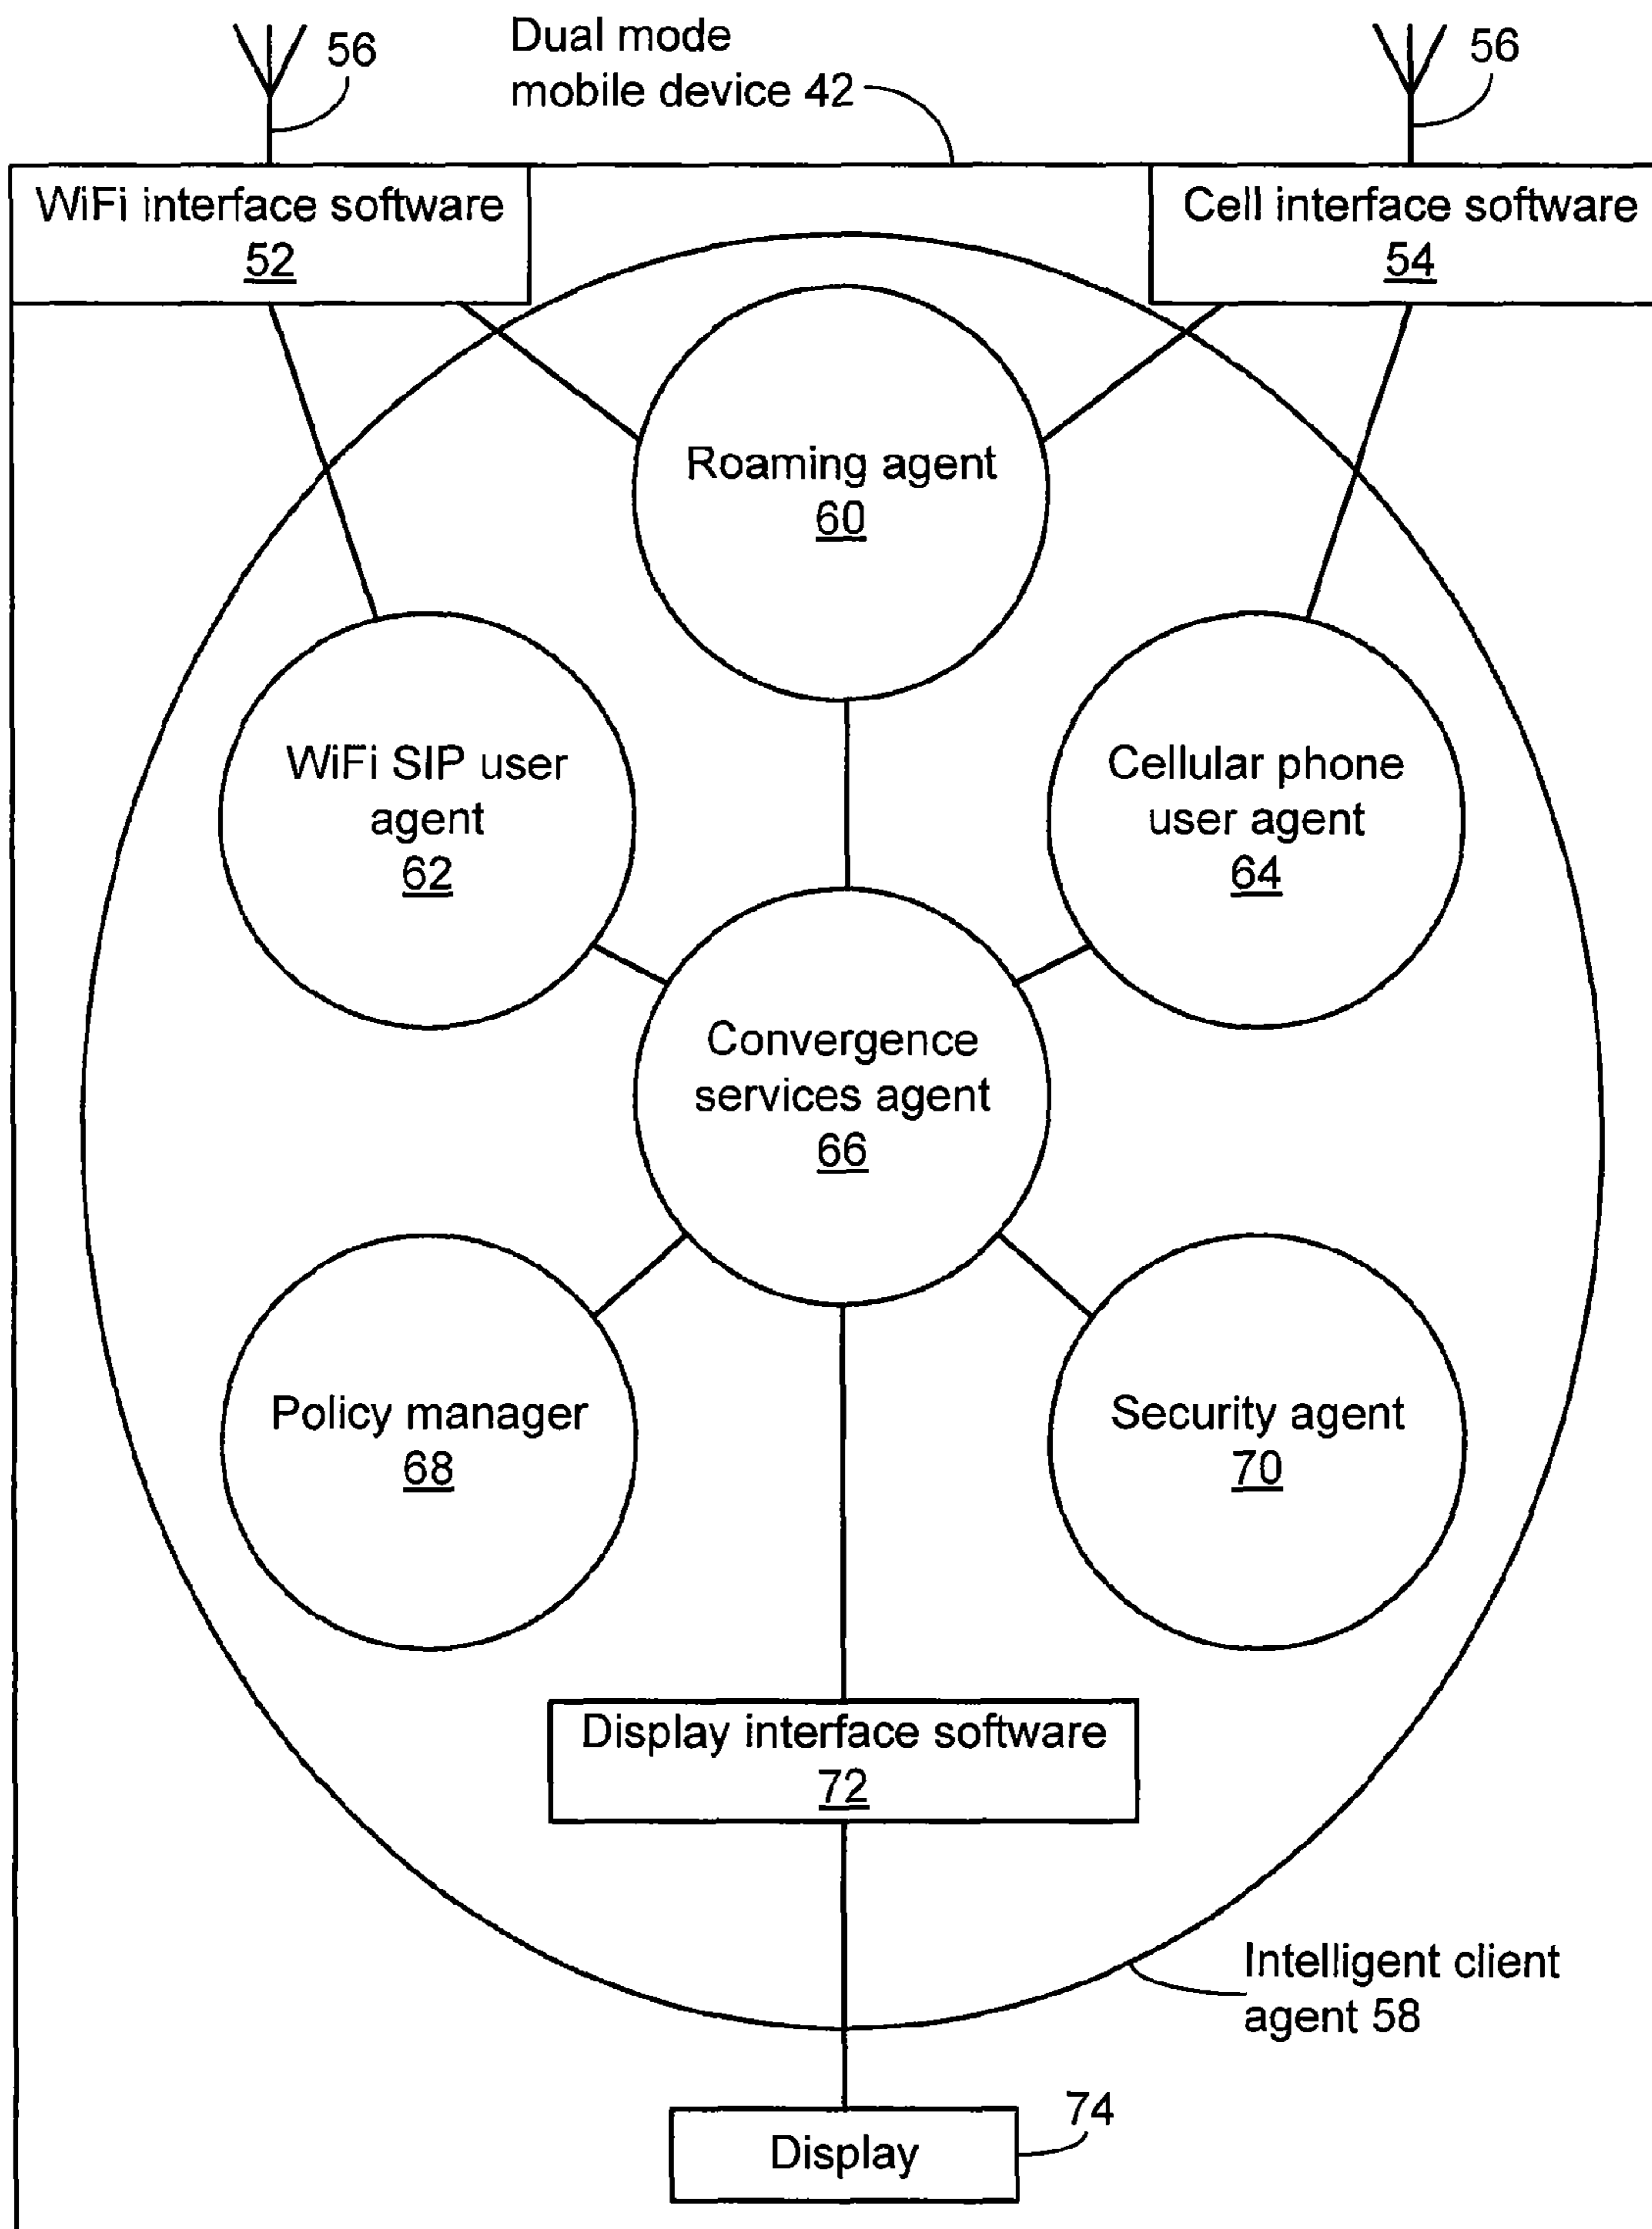 56
Dual mode
mobile device 42
56
WiFi interface software
52
Cell interface software
54
Roaming agent
60
WiFi SIP user
agent
62
Cellular phone
user agent
64
Convergence
services agent
66
Policy manager
68
Security agent
70
Display interface software
72
Intelligent client
agent 58
74
Display